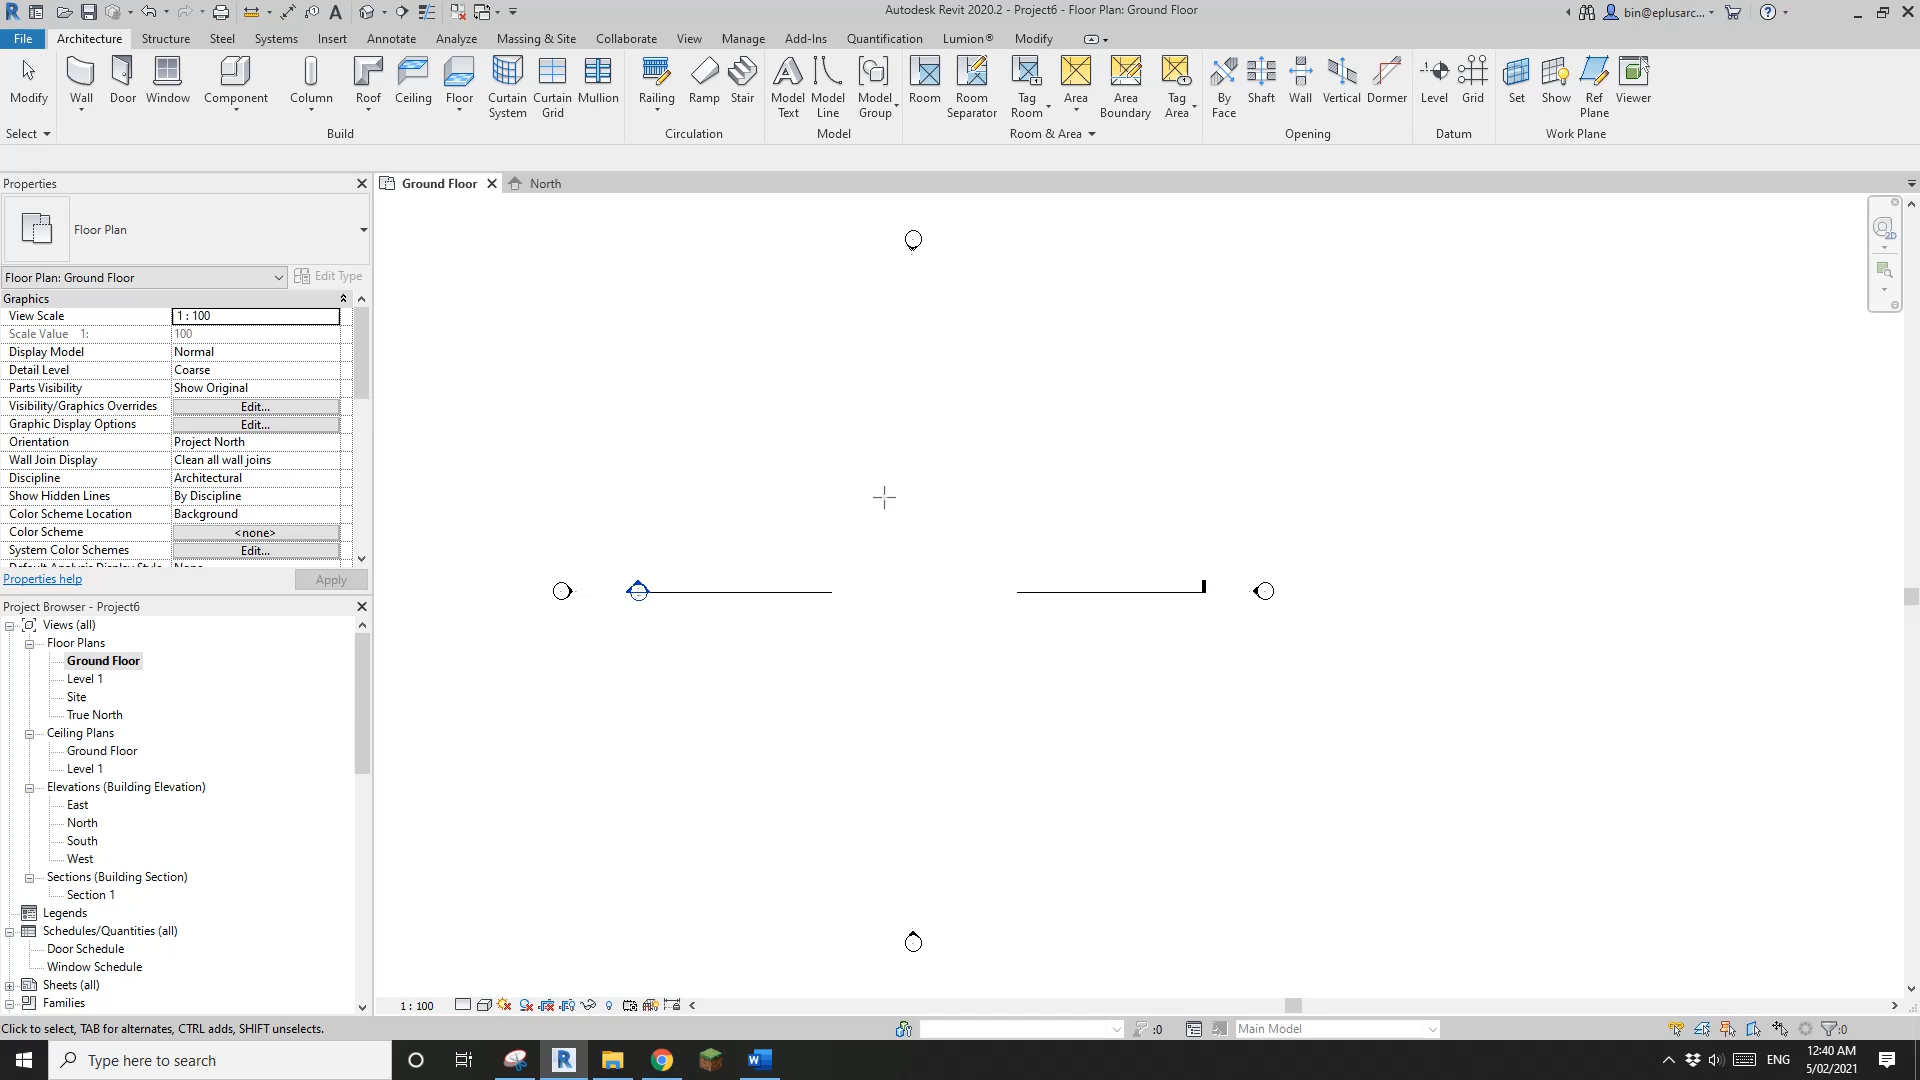 Autodesk Revit 2020.2 - Project6 - Floor Plan: Ground Floor
bin@eplusarc...
File Architecture Structure Steel Systems Insert Annotate Analyze Massing & Site Collaborate View Manage Add-Ins Quantification Lumion® Modify
Modify Wall Door Window Component Column Roof Ceiling Floor Curtain System Curtain Grid Mullion Railing Ramp Stair Model Text Model Line Model Group Room Room Separator Tag Room Area Area Boundary Tag Area By Face Shaft Wall Vertical Dormer Level Grid Set Show Ref Plane Viewer
Select Build Circulation Model Room & Area Opening Datum Work Plane
Properties
Ground Floor North
Floor Plan
Floor Plan: Ground Floor Edit Type
Graphics
View Scale 1 : 100
Scale Value 1: 100
Display Model Normal
Detail Level Coarse
Parts Visibility Show Original
Visibility/Graphics Overrides Edit...
Graphic Display Options Edit...
Orientation Project North
Wall Join Display Clean all wall joins
Discipline Architectural
Show Hidden Lines By Discipline
Color Scheme Location Background
Color Scheme <none>
System Color Schemes Edit...
Default Analysis Display Style None
Properties help Apply
Project Browser - Project6
Views (all)
Floor Plans
Ground Floor
Level 1
Site
True North
Ceiling Plans
Ground Floor
Level 1
Elevations (Building Elevation)
East
North
South
West
Sections (Building Section)
Section 1
Legends
Schedules/Quantities (all)
Door Schedule
Window Schedule
Sheets (all)
Families
1 : 100
Click to select, TAB for alternates, CTRL adds, SHIFT unselects.
:0
Main Model
:0
Type here to search
ENG
12:40 AM
5/02/2021